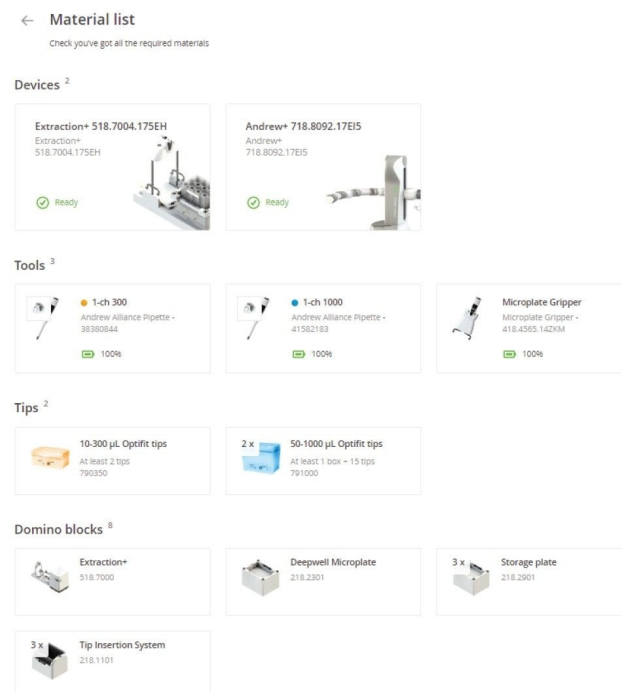 Material list
Check you've got all the required materials
Devices 2
Extraction+ 518.7004.175EH
Extraction+
518.7004.175EH
Ready
Andrew+ 718.8092.17EI5
Andrew+
718.8092.17EI5
Ready
Tools 3
1-ch 300
Andrew Alliance Pipette -
38380844
100%
1-ch 1000
Andrew Alliance Pipette -
41582183
100%
Microplate Gripper
Microplate Gripper -
418.4565.14ZKM
100%
Tips 2
10-300 µL Optifit tips
At least 2 tips
790350
2 x
50-1000 µL Optifit tips
At least 1 box + 15 tips
791000
Domino blocks 8
Extraction+
518.7000
Deepwell Microplate
218.2301
3 x
Storage plate
218.2901
3 x
Tip Insertion System
218.1101